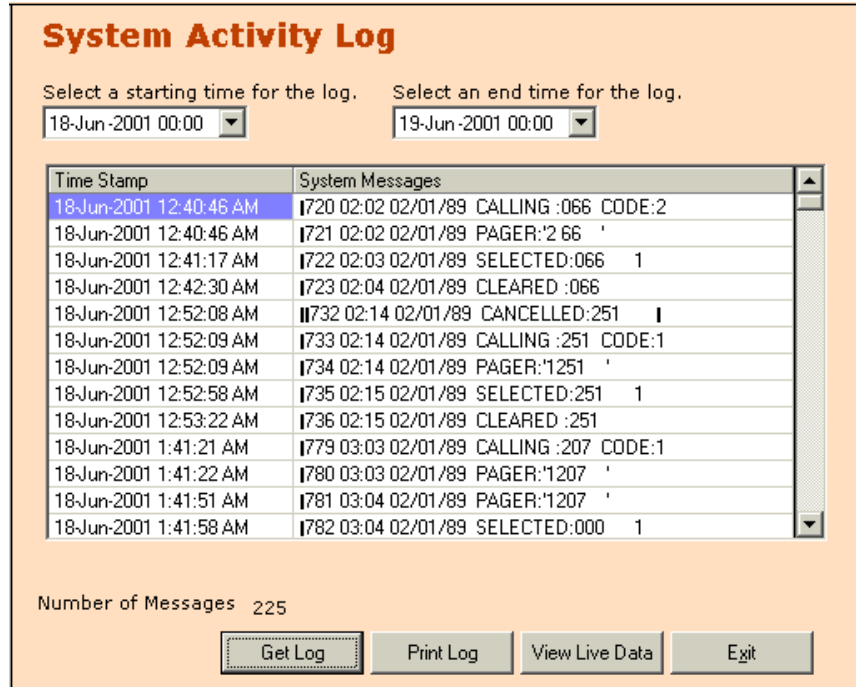 System Activity Log
Select a starting time for the log. Select an end time for the log.
18-Jun-2001 00:00 19-Jun-2001 00:00
Time Stamp System Messages
18-Jun-2001 12:40:46 AM 720 02:02 02/01/89 CALLING :066 CODE:2
18-Jun-2001 12:40:46 AM 721 02:02 02/01/89 PAGER:'2 66 '
18-Jun-2001 12:41:17 AM 722 02:03 02/01/89 SELECTED:066 1
18-Jun-2001 12:42:30 AM 723 02:04 02/01/89 CLEARED :066
18-Jun-2001 12:52:08 AM 732 02:14 02/01/89 CANCELLED:251
18-Jun-2001 12:52:09 AM 733 02:14 02/01/89 CALLING :251 CODE:1
18-Jun-2001 12:52:09 AM 734 02:14 02/01/89 PAGER:'1251 '
18-Jun-2001 12:52:58 AM 735 02:15 02/01/89 SELECTED:251 1
18-Jun-2001 12:53:22 AM 736 02:15 02/01/89 CLEARED :251
18-Jun-2001 1:41:21 AM 779 03:03 02/01/89 CALLING :207 CODE:1
18-Jun-2001 1:41:22 AM 780 03:03 02/01/89 PAGER:'1207 '
18-Jun-2001 1:41:51 AM 781 03:04 02/01/89 PAGER:'1207 '
18-Jun-2001 1:41:58 AM 782 03:04 02/01/89 SELECTED:000 1
Number of Messages 225
Get Log Print Log View Live Data Exit